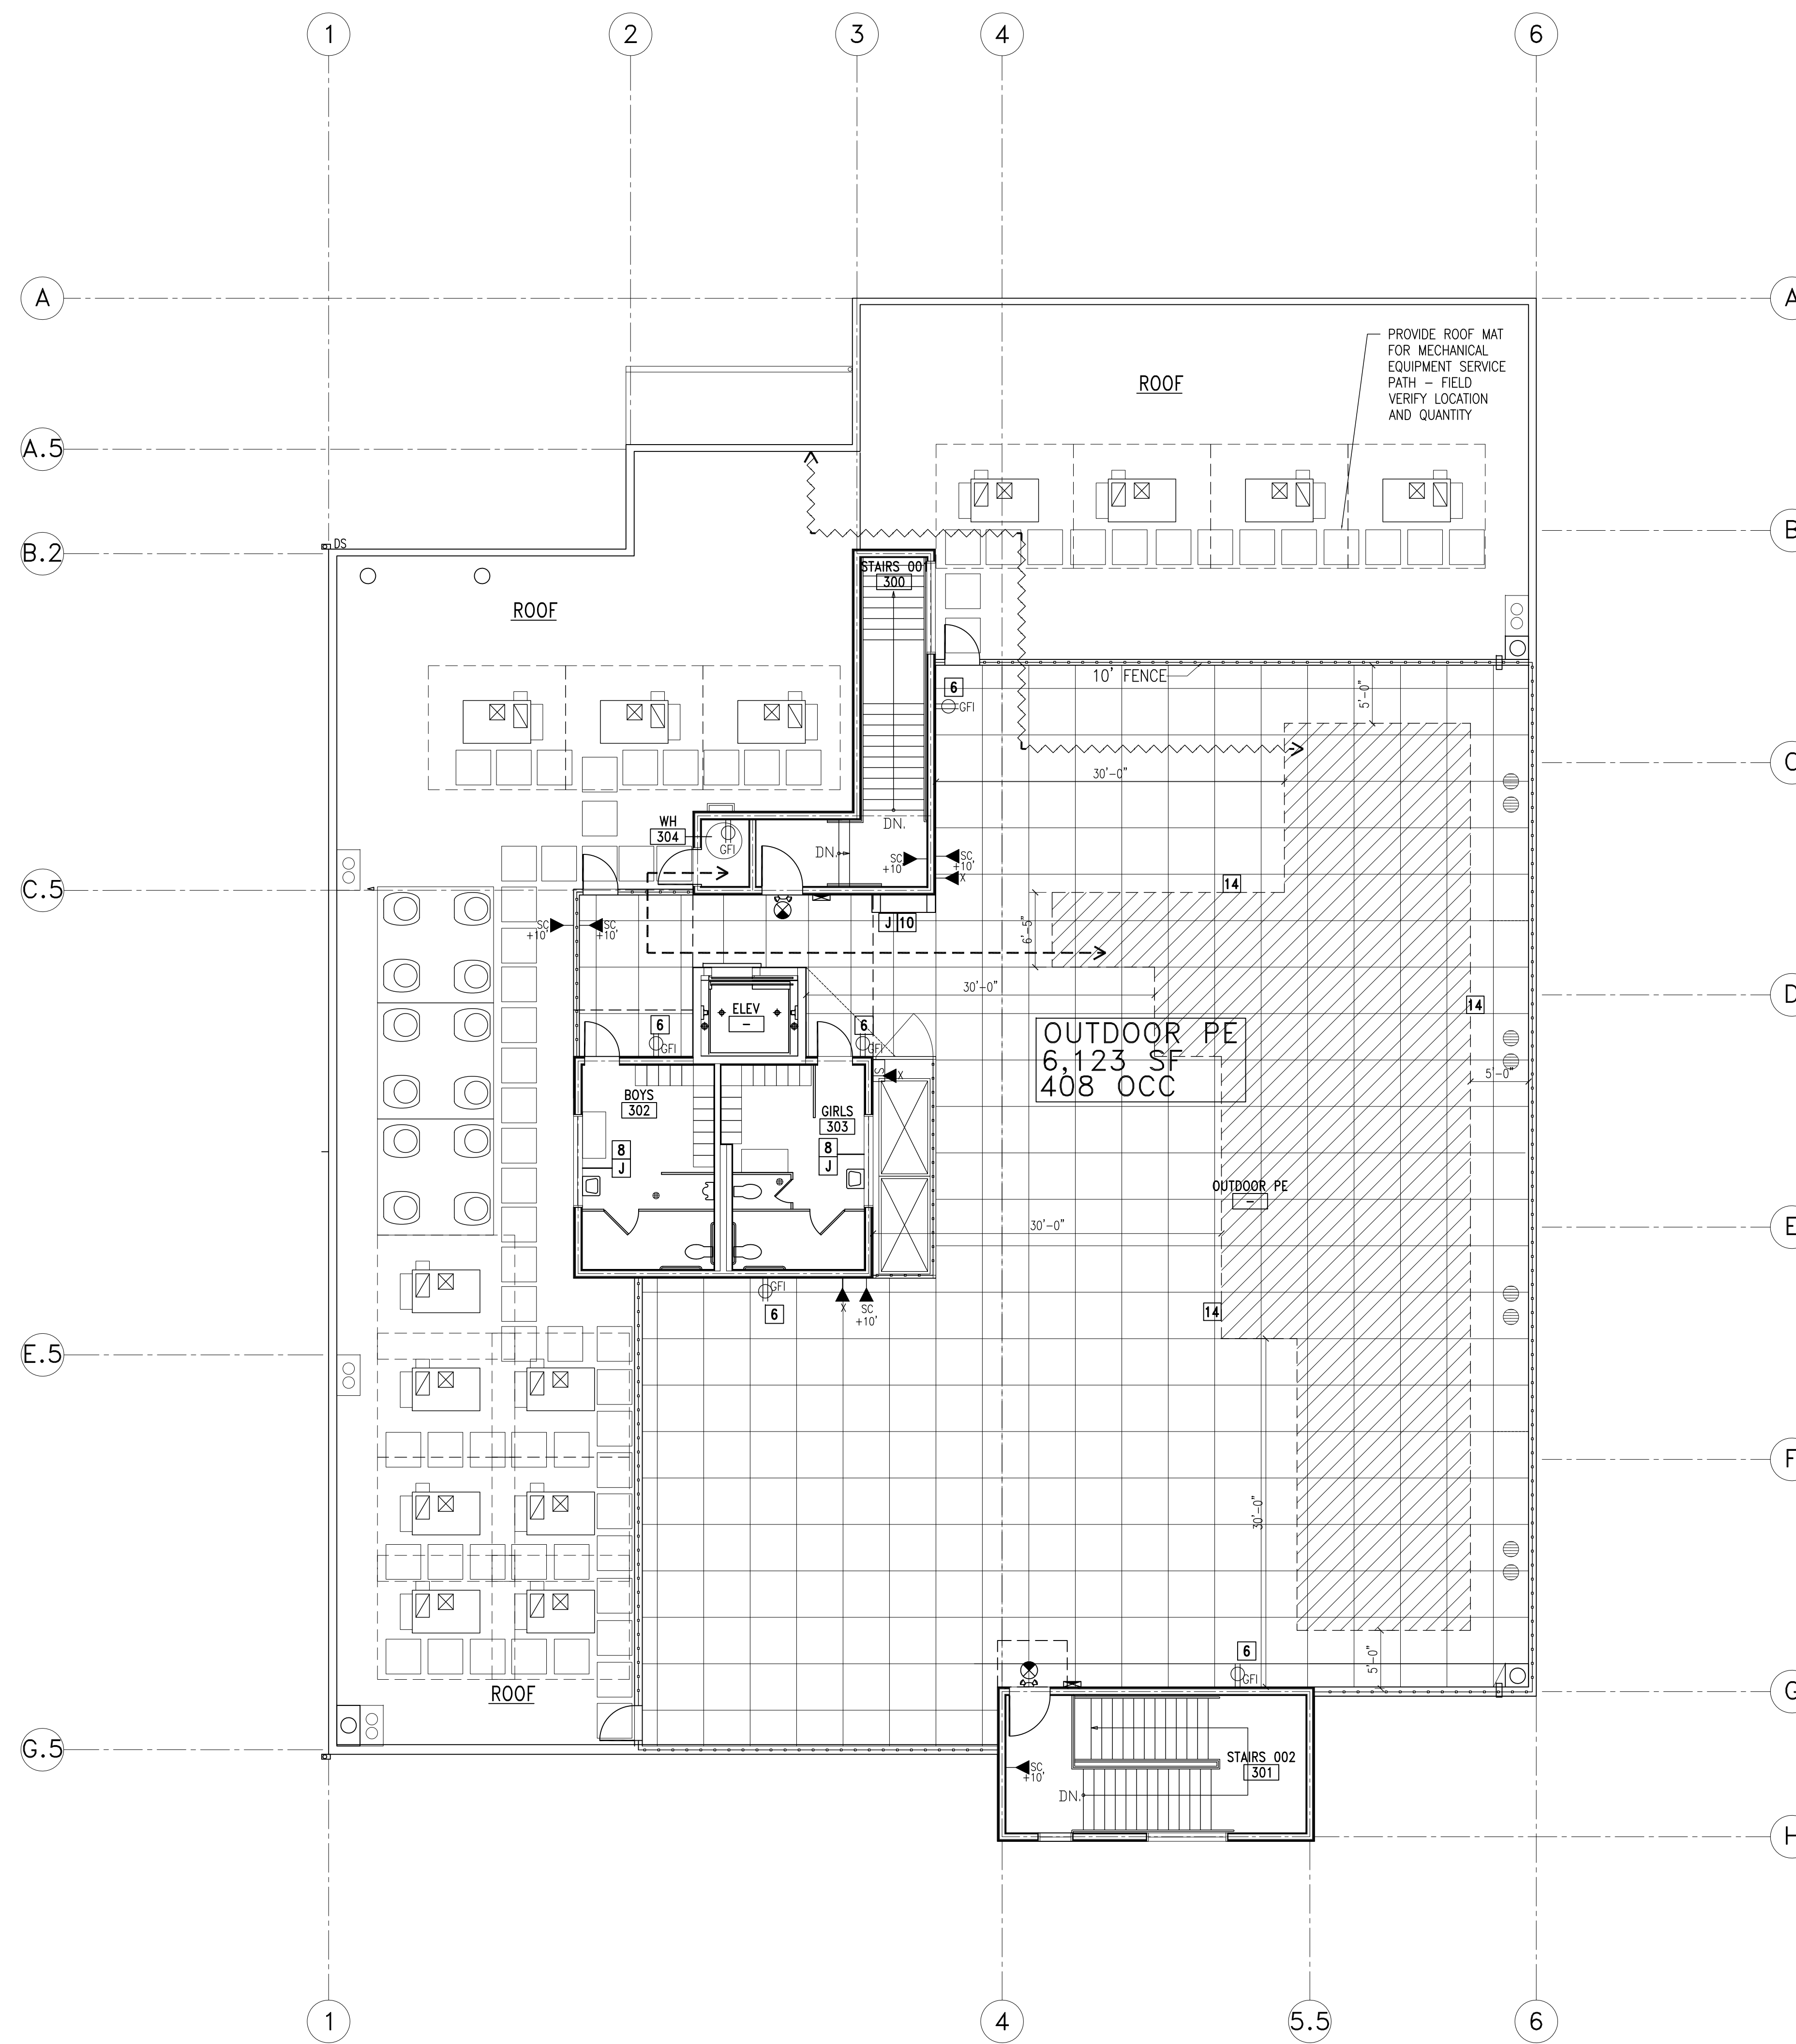 1
2
3
4
6
A
A
PROVIDE ROOF MAT
FOR MECHANICAL
EQUIPMENT SERVICE
PATH – FIELD
VERIFY LOCATION
AND QUANTITY
ROOF
A.5
B
B.2
DS
STAIRS 001
300
ROOF
10' FENCE
6
GFI
5'-0"
C
30'-0"
WH
304
GFI
DN.
DN.
SC
+10'
SC
+10'
X
C.5
14
SC
+10'
SC
+10'
J 10
6'-5"
30'-0"
D
14
ELEV
-
6
GFI
6
GFI
OUTDOOR PE
6,123 SF
408 OCC
5'-0"
S
X
BOYS
302
GIRLS
303
8
J
8
J
OUTDOOR PE
-
30'-0"
E
GFI
6
X
SC
+10'
14
E.5
F
30'-0"
6
GFI
5'-0"
ROOF
G
G.5
STAIRS 002
301
SC
+10'
DN.
H
1
4
5.5
6